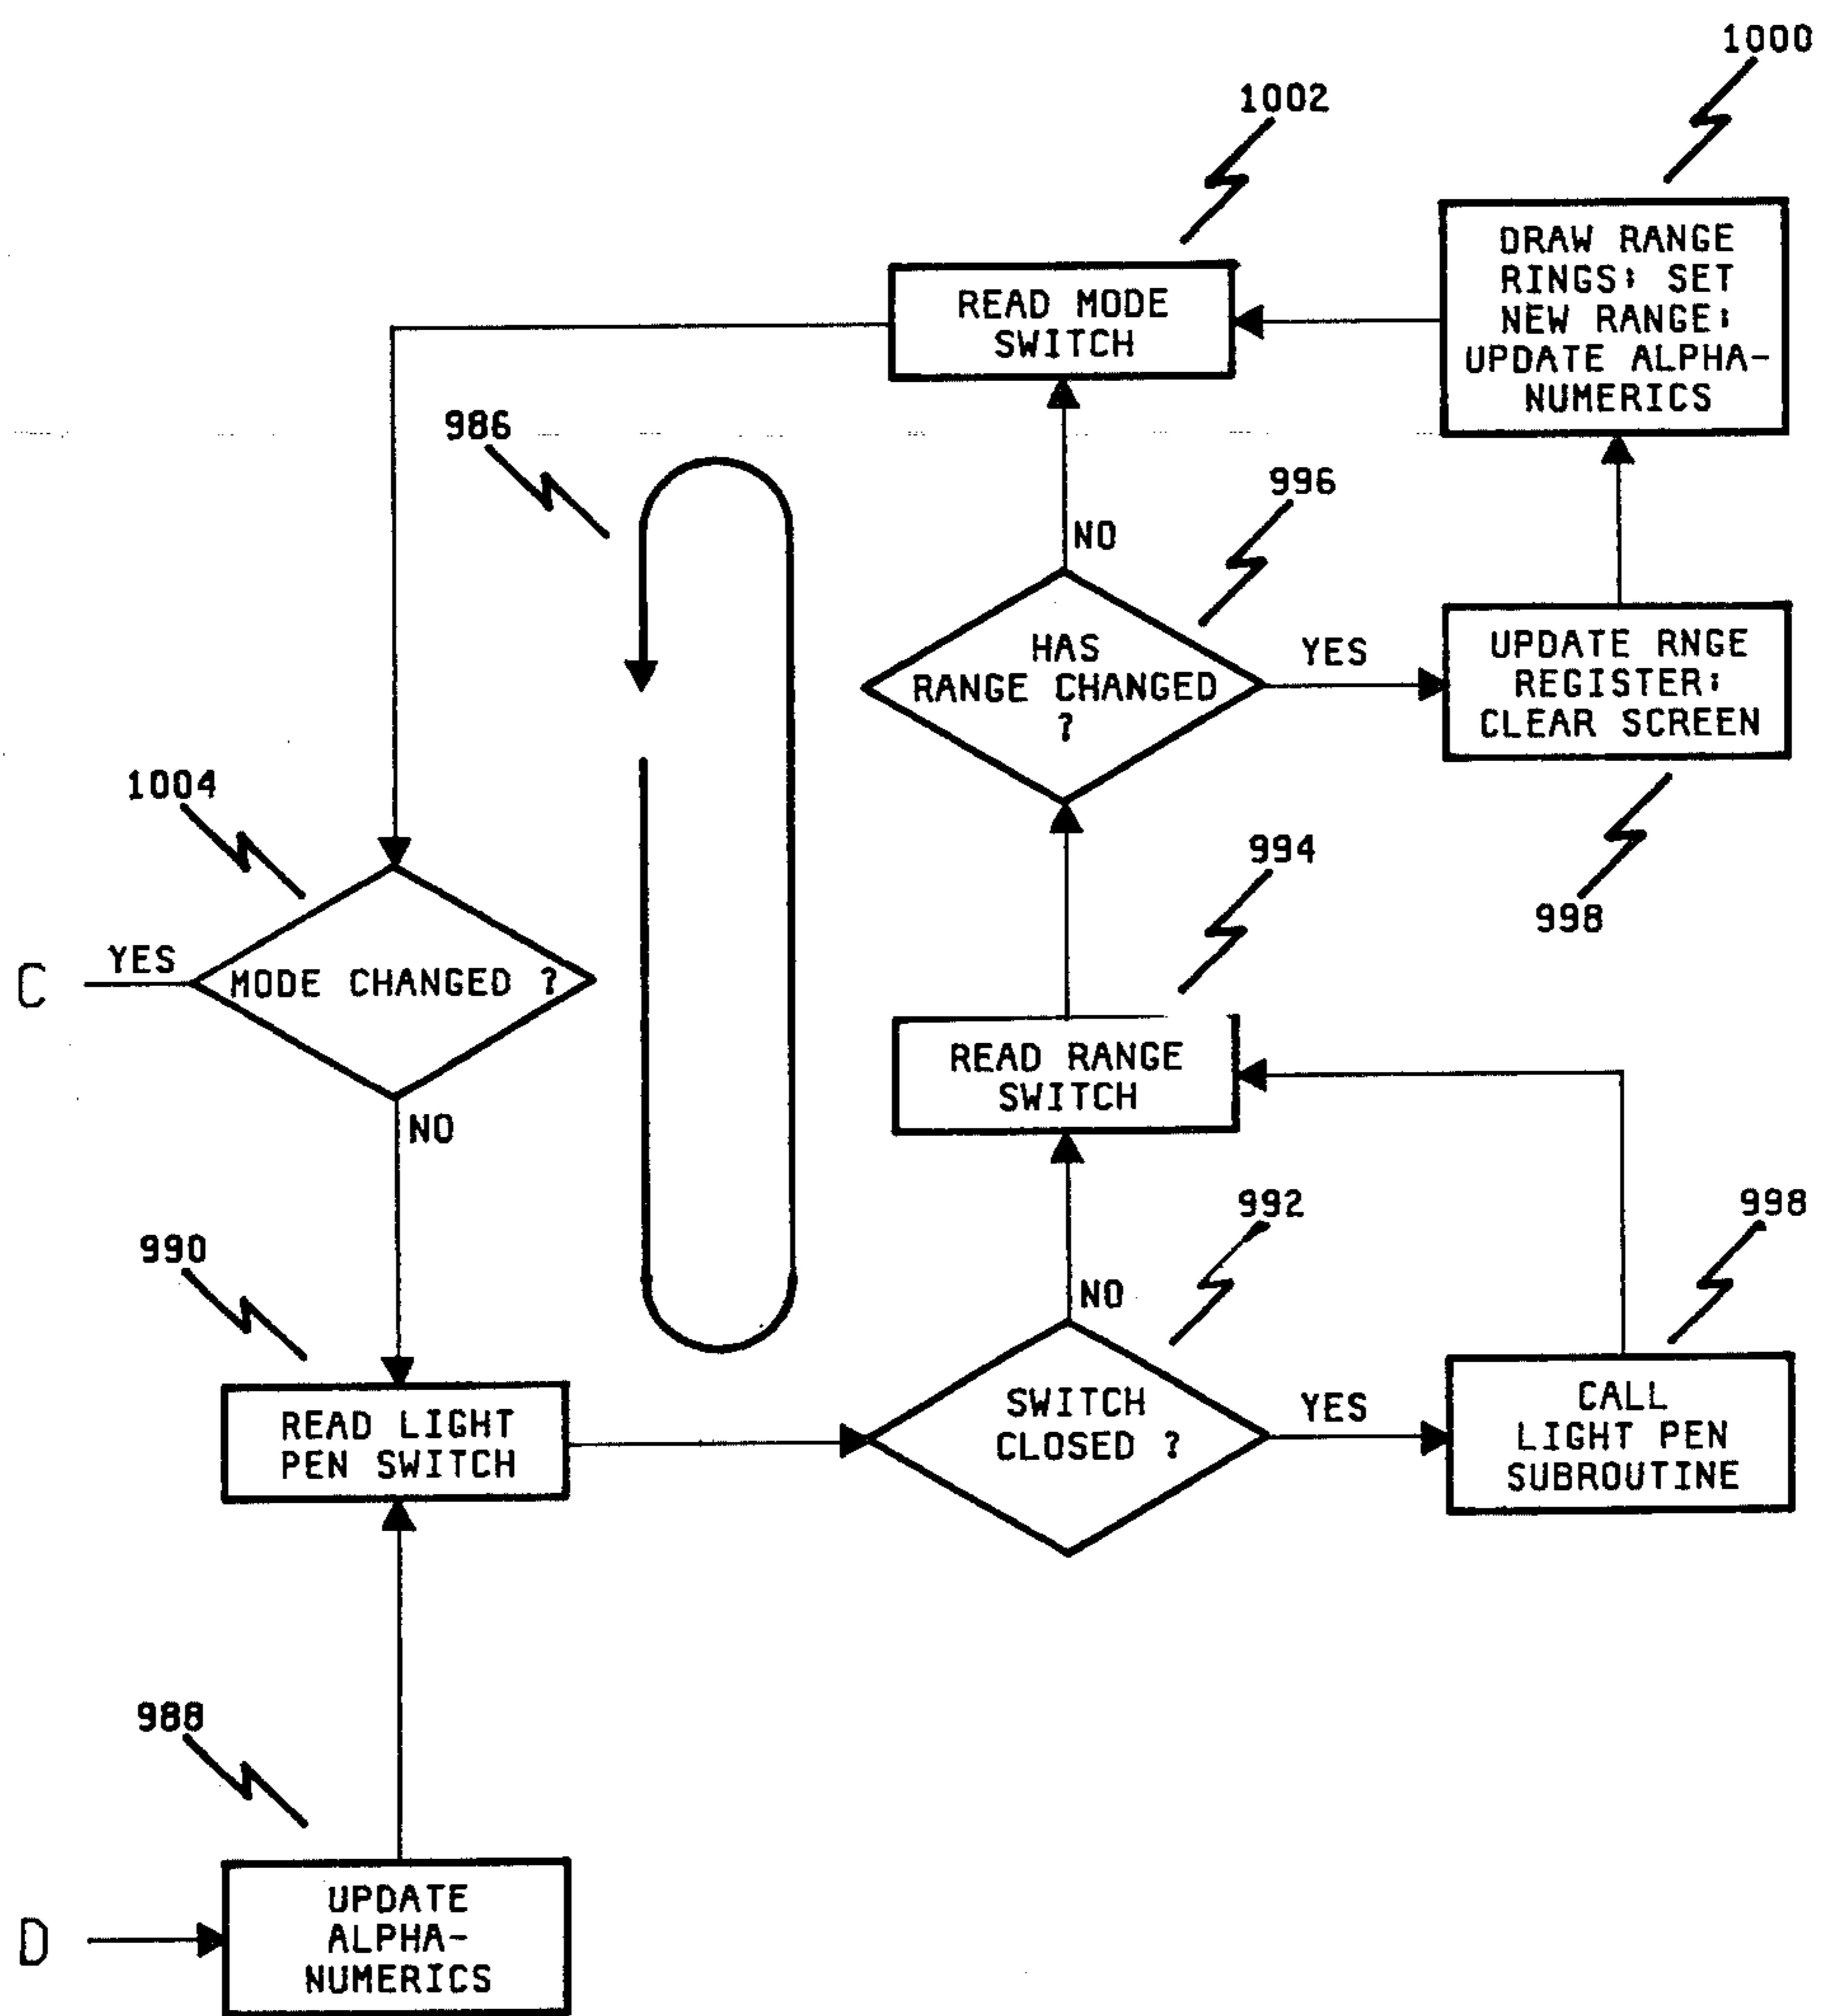 1000
1002
DRAW RANGE
RINGS; SET
NEW RANGE;
UPDATE ALPHA-
NUMERICS
READ MODE
SWITCH
986
996
NO
HAS
RANGE CHANGED
?
YES
UPDATE RNGE
REGISTER;
CLEAR SCREEN
998
1004
994
C
YES
MODE CHANGED ?
NO
READ RANGE
SWITCH
992
998
990
NO
SWITCH
CLOSED ?
YES
CALL
LIGHT PEN
SUBROUTINE
READ LIGHT
PEN SWITCH
988
D
UPDATE
ALPHA-
NUMERICS